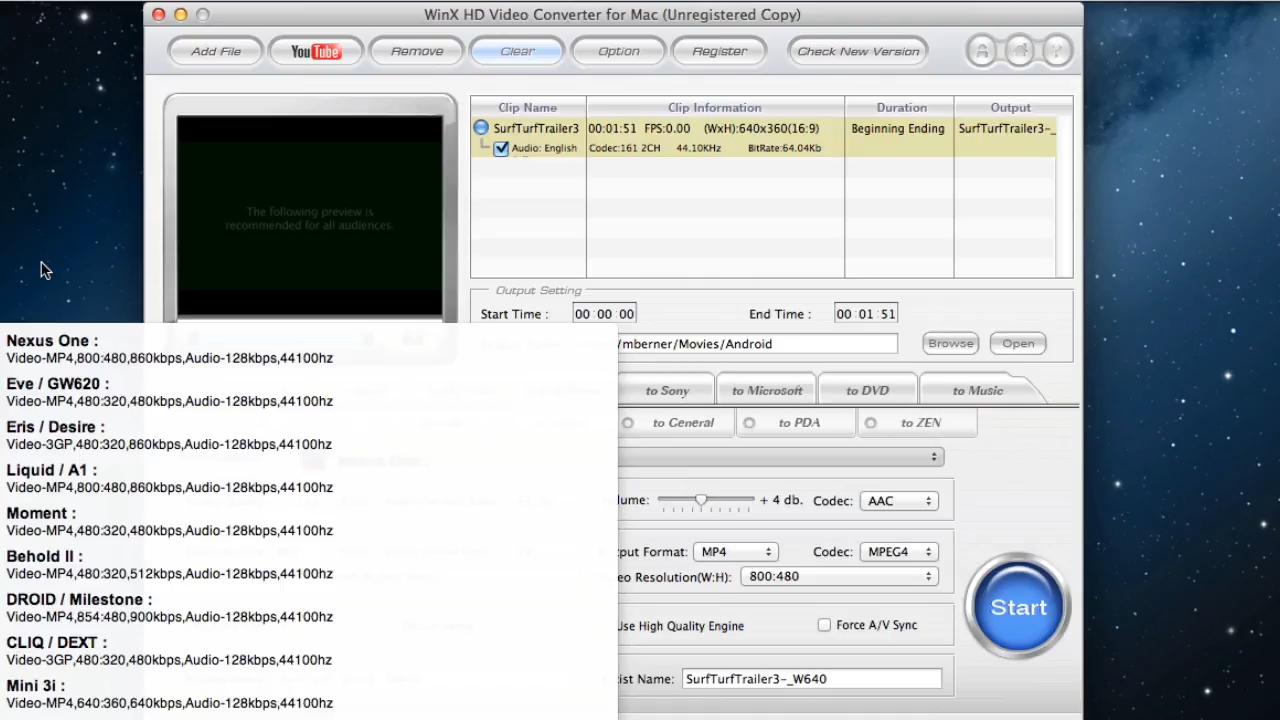 WinX HD Video Converter for Mac (Unregistered Copy)
Add File
YouTube
Remove
Clear
Option
Register
Check New Version
Clip Name
Clip Information
Duration
Output
SurfTurfTrailer3
00:01:51 FPS:0.00 (WxH):640x360(16:9)
Beginning Ending
SurfTurfTrailer3-_
Audio: English
Codec:161 2CH 44.10KHz BitRate:64.04Kb
The following preview is
recommended for all audiences.
Output Setting
Start Time :
00 : 00 : 00
End Time :
00 : 01 : 51
/mberner/Movies/Android
Browse
Open
to Sony
to Microsoft
to DVD
to Music
to General
to PDA
to ZEN
ume:
+ 4 db.
Codec:
AAC
put Format:
MP4
Codec:
MPEG4
eo Resolution(W:H):
800:480
Use High Quality Engine
Force A/V Sync
Start
ist Name:
SurfTurfTrailer3-_W640
Nexus One :
Video-MP4,800:480,860kbps,Audio-128kbps,44100hz
Eve / GW620 :
Video-MP4,480:320,480kbps,Audio-128kbps,44100hz
Eris / Desire :
Video-3GP,480:320,860kbps,Audio-128kbps,44100hz
Liquid / A1 :
Video-MP4,800:480,860kbps,Audio-128kbps,44100hz
Moment :
Video-MP4,480:320,480kbps,Audio-128kbps,44100hz
Behold II :
Video-MP4,480:320,512kbps,Audio-128kbps,44100hz
DROID / Milestone :
Video-MP4,854:480,900kbps,Audio-128kbps,44100hz
CLIQ / DEXT :
Video-3GP,480:320,480kbps,Audio-128kbps,44100hz
Mini 3i :
Video-MP4,640:360,640kbps,Audio-128kbps,44100hz